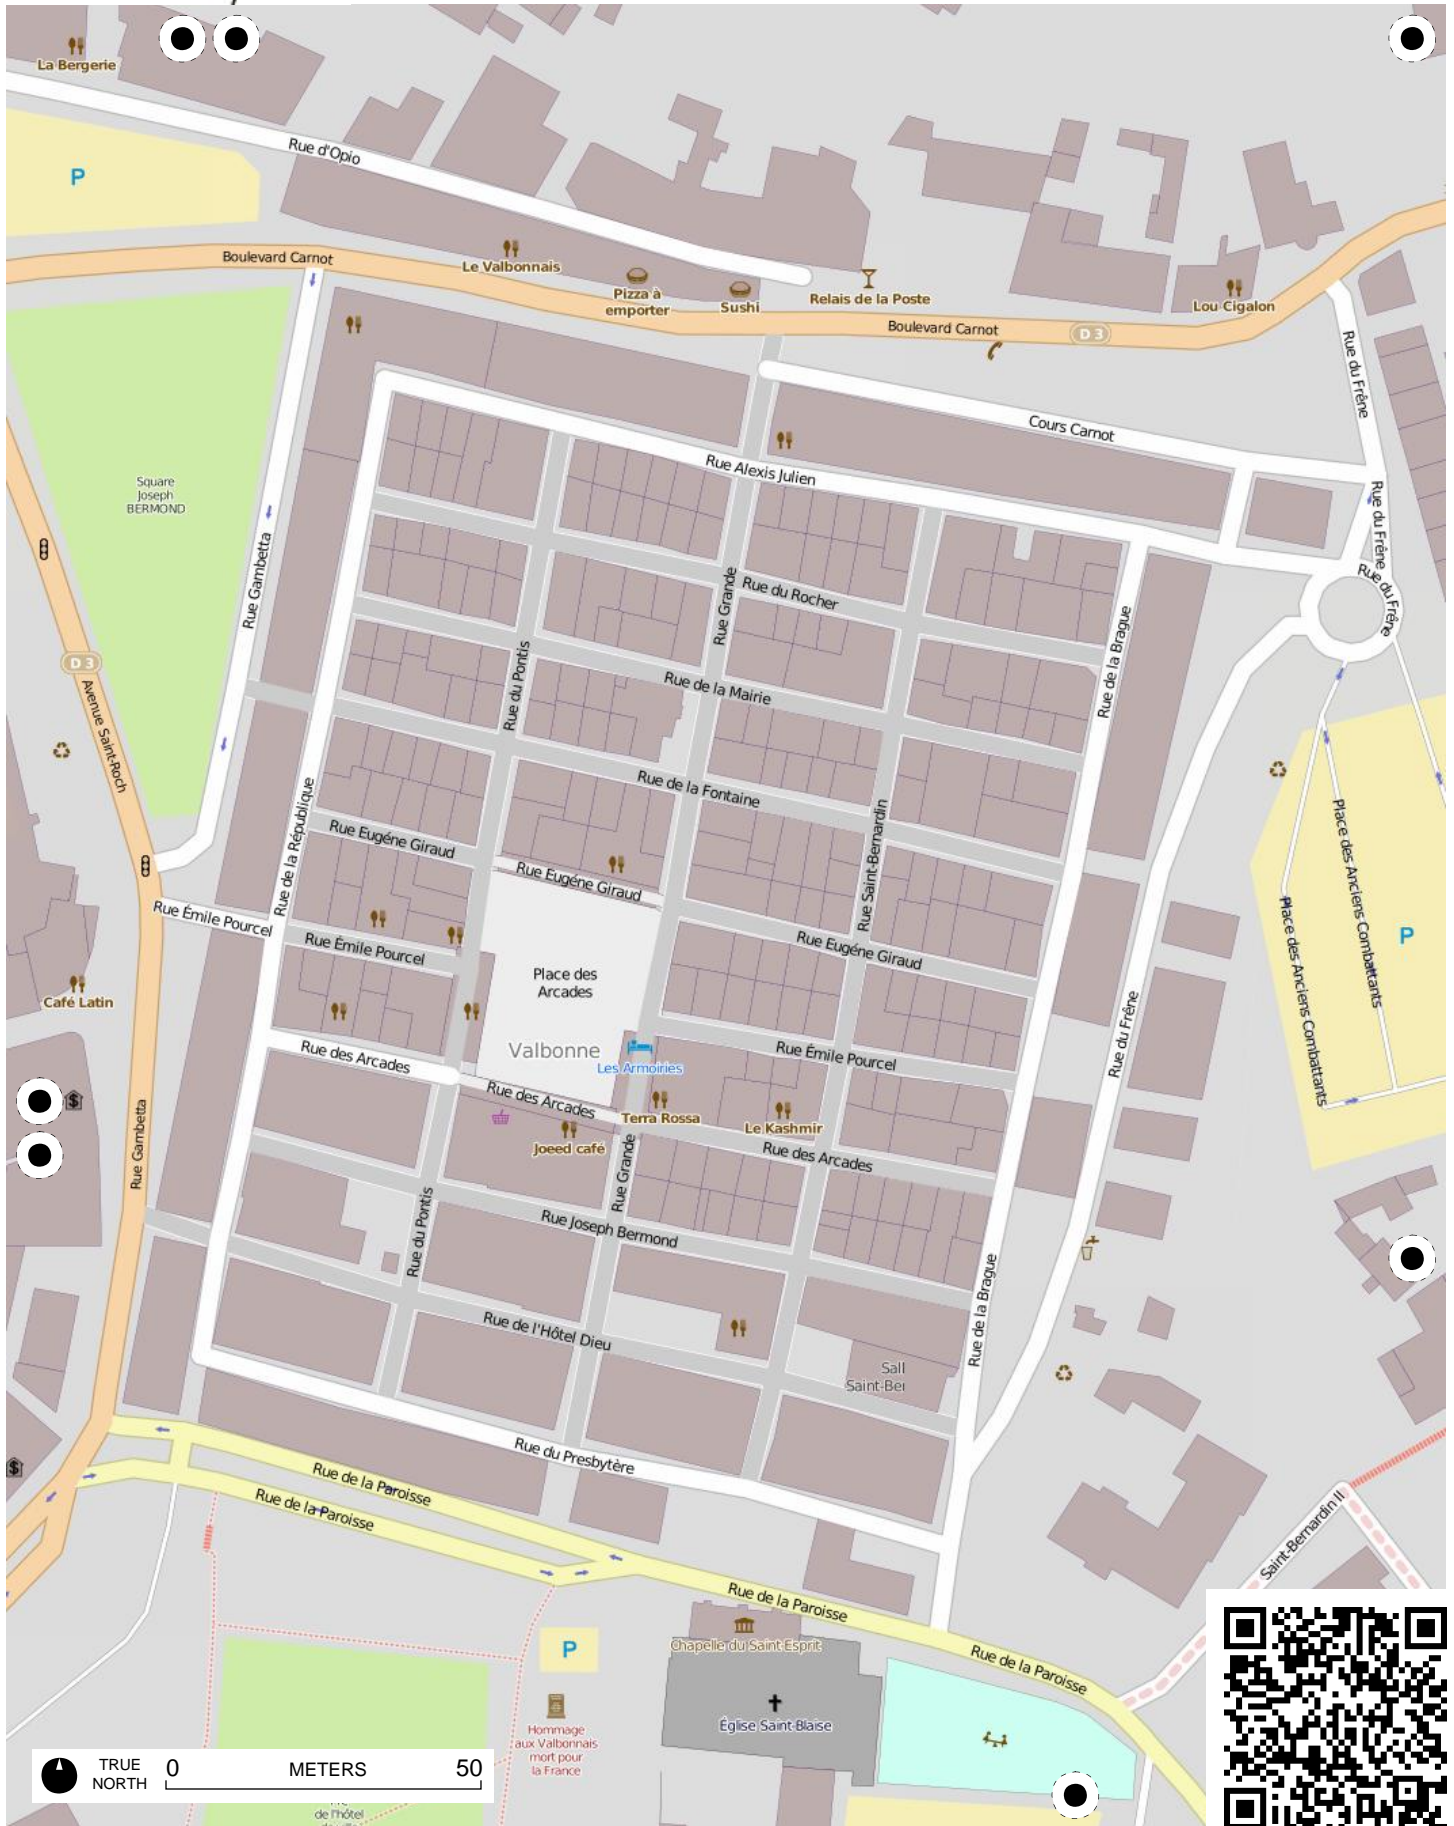 La Bergerie
Rue d'Opio
P
Boulevard Carnot
Le Valbonnais
Pizza à
emporter
Sushi
Relais de la Poste
Lou Cigalon
Boulevard Carnot
D 3
Rue du Frêne
Cours Carnot
Rue Alexis Julien
Square
Joseph
BERMOND
Rue du Frêne
Rue du Frêne
Rue Gambetta
Rue Grande
Rue du Rocher
Rue de la Brague
D 3
Avenue Saint-Roch
Rue du Pontis
Rue de la Mairie
Rue de la Fontaine
Rue de la République
Rue Eugéne Giraud
Rue Eugéne Giraud
Rue Saint-Bernardin
Place des Anciens Combattants
Place des Anciens Combattants
P
Rue Émile Pourcel
Rue Émile Pourcel
Rue Eugéne Giraud
Place des
Arcades
Café Latin
Rue du Frêne
Valbonne
Les Armoiries
Rue Émile Pourcel
Rue des Arcades
Rue des Arcades
Terra Rossa
Le Kashmir
Joeed café
Rue des Arcades
Rue Gambetta
Rue Grande
Rue du Pontis
Rue Joseph Bermond
Rue de la Brague
Rue de l'Hôtel Dieu
Sall
Saint-Ber
Rue du Presbytère
Rue de la Paroisse
Rue de la Paroisse
Saint-Bernardin II
Rue de la Paroisse
P
Chapelle du Saint Esprit
Rue de la Paroisse
Église Saint-Blaise
Hommage
aux Valbonnais
mort pour
la France
TRUE
NORTH
0 METERS 50
de l'hôtel